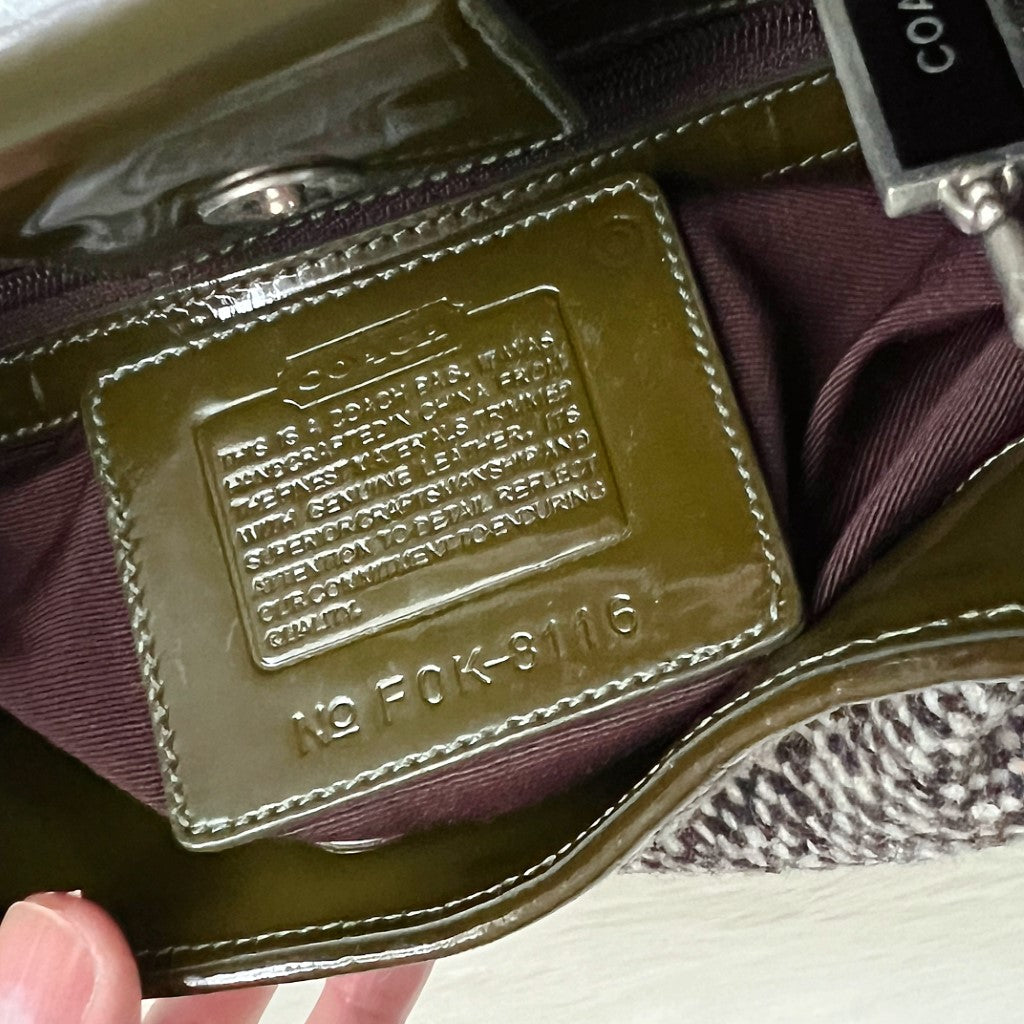 COACH
THIS IS A COACH BAG. IT WAS
HANDCRAFTED IN CHINA FROM
THE FINEST MATERIALS TRIMMED
WITH GENUINE LEATHER. ITS
SUPERIOR CRAFTSMANSHIP AND
ATTENTION TO DETAIL REFLECT
OUR COMMITMENT TO ENDURING
QUALITY.
Nº F0K-8116
COA